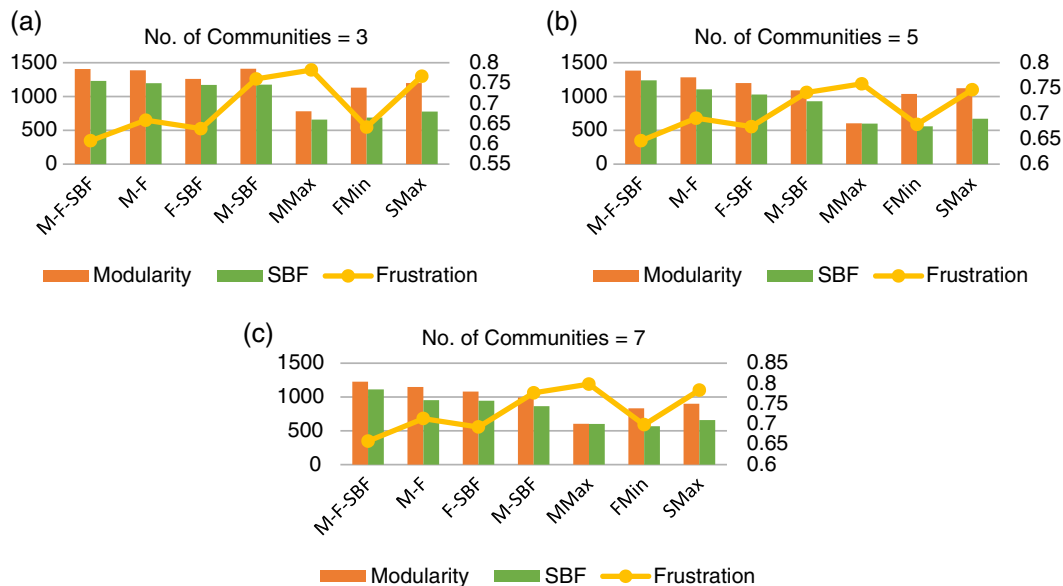 (a)
No. of Communities = 3
1500
1000
500
0
0.8
0.75
0.7
0.65
0.6
0.55
M-F-SBF
M-F
F-SBF
M-SBF
MMax
FMin
SMax
Modularity SBF Frustration
(b)
No. of Communities = 5
1500
1000
500
0
0.8
0.75
0.7
0.65
0.6
M-F-SBF
M-F
F-SBF
M-SBF
MMax
FMin
SMax
Modularity SBF Frustration
(c)
No. of Communities = 7
1500
1000
500
0
0.85
0.8
0.75
0.7
0.65
0.6
M-F-SBF
M-F
F-SBF
M-SBF
MMax
FMin
SMax
Modularity SBF Frustration